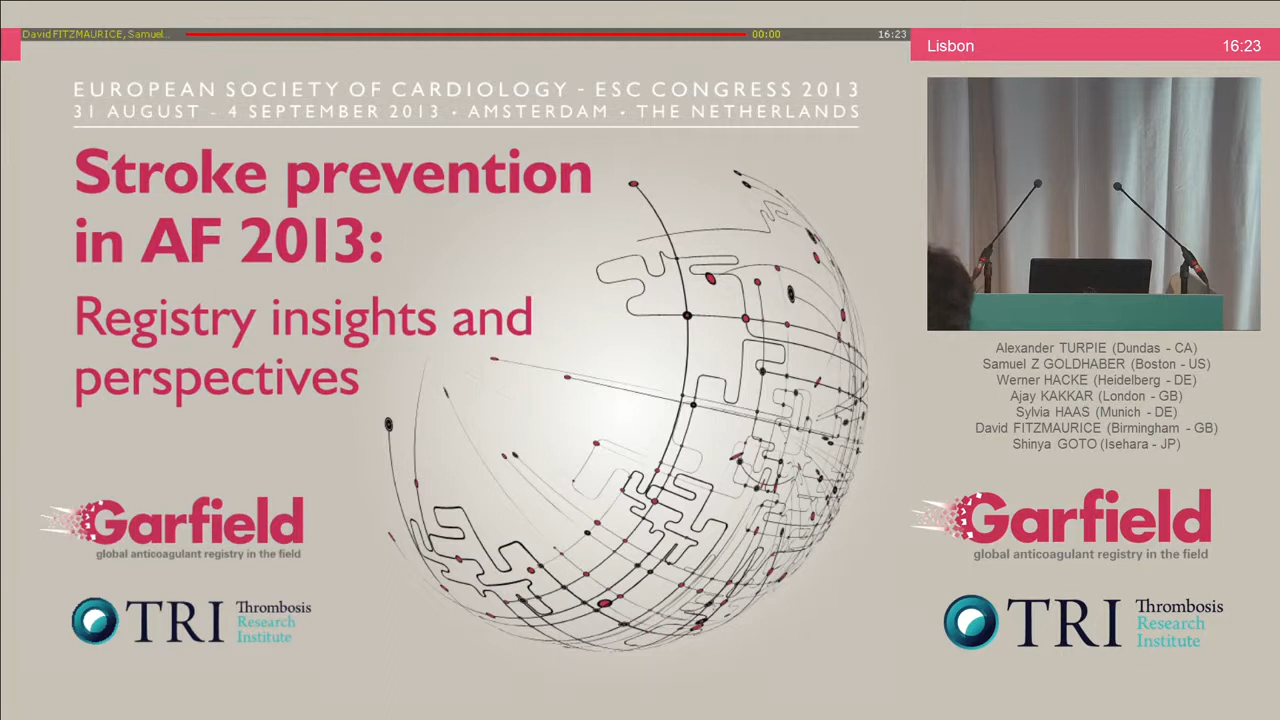 David FITZMAURICE, Samuel...
00:00
16:23
Lisbon
16:23
EUROPEAN SOCIETY OF CARDIOLOGY - ESC CONGRESS 2013
31 AUGUST - 4 SEPTEMBER 2013 • AMSTERDAM • THE NETHERLANDS
Stroke prevention
in AF 2013:
Registry insights and
perspectives
Garfield
global anticoagulant registry in the field
TRI Thrombosis
Research
Institute
Alexander TURPIE (Dundas - CA)
Samuel Z GOLDHABER (Boston - US)
Werner HACKE (Heidelberg - DE)
Ajay KAKKAR (London - GB)
Sylvia HAAS (Munich - DE)
David FITZMAURICE (Birmingham - GB)
Shinya GOTO (Isehara - JP)
Garfield
global anticoagulant registry in the field
TRI Thrombosis
Research
Institute